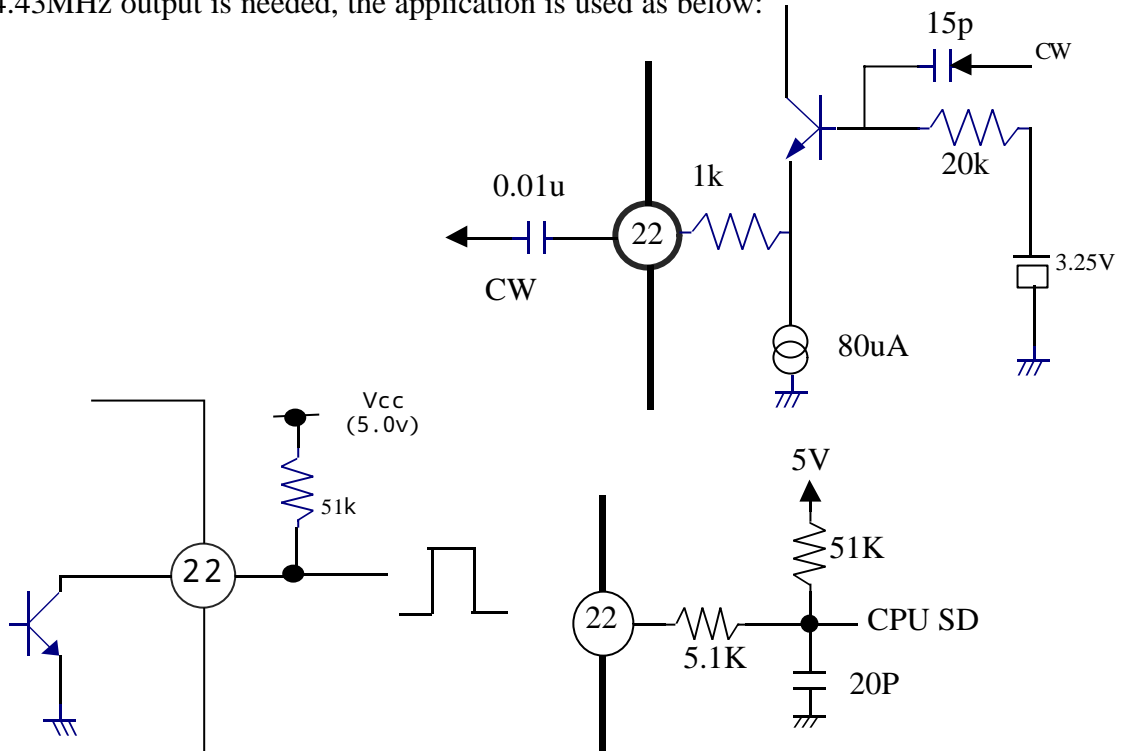 4.43MHz output is needed, the application is used as below:
15p
CW
20k
1k
0.01u
22
CW
3.25V
80uA
Vcc
(5.0v)
51k
22
5V
51K
22
CPU SD
5.1K
20P